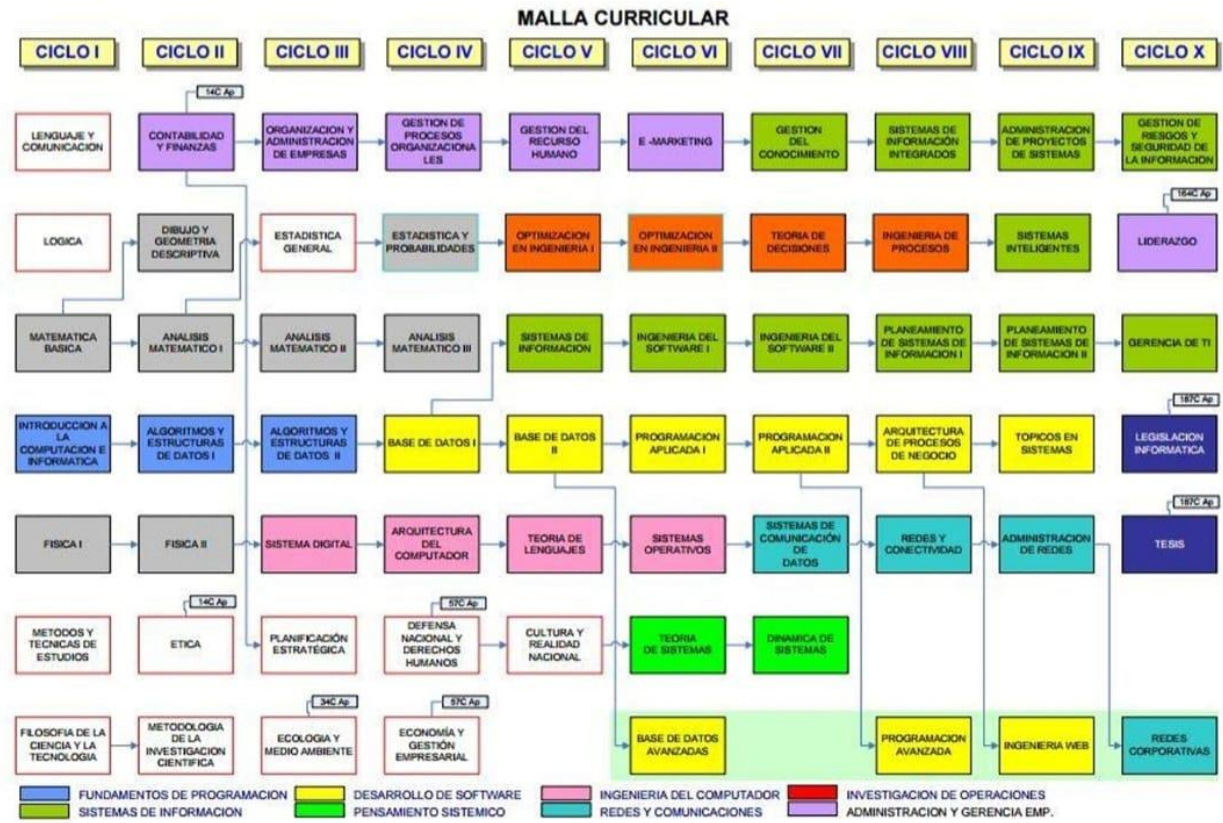 MALLA CURRICULAR
CICLO I
CICLO II
CICLO III
CICLO IV
CICLO V
CICLO VI
CICLO VII
CICLO VIII
CICLO IX
CICLO X
14C Ap
LENGUAJE Y
COMUNICACIÓN
CONTABILIDAD
Y FINANZAS
ORGANIZACIÓN Y
ADMINISTRACION
DE EMPRESAS
GESTION DE
PROCESOS
ORGANIZACIONA
LES
GESTION DEL
RECURSO
HUMANO
E -MARKETING
GESTION
DEL
CONOCIMIENTO
SISTEMAS DE
INFORMACIÓN
INTEGRADOS
ADMINISTRACION
DE PROYECTOS
DE SISTEMAS
GESTION DE
RIESGOS Y
SEGURIDAD DE
LA INFORMACION
164C Ap
LOGICA
DIBUJO Y
GEOMETRIA
DESCRIPTIVA
ESTADISTICA
GENERAL
ESTADISTICA Y
PROBABILIDADES
OPTIMIZACION
EN INGENIERIA I
OPTIMIZACION
EN INGENIERIA II
TEORIA DE
DECISIONES
INGENIERIA DE
PROCESOS
SISTEMAS
INTELIGENTES
LIDERAZGO
MATEMATICA
BASICA
ANALISIS
MATEMATICO I
ANALISIS
MATEMATICO II
ANALISIS
MATEMATICO III
SISTEMAS DE
INFORMACION
INGENIERIA DEL
SOFTWARE I
INGENIERIA DEL
SOFTWARE II
PLANEAMIENTO
DE SISTEMAS DE
INFORMACION I
PLANEAMIENTO
DE SISTEMAS DE
INFORMACION II
GERENCIA DE TI
187C Ap
INTRODUCCION A
LA
COMPUTACION E
INFORMATICA
ALGORITMOS Y
ESTRUCTURAS
DE DATOS I
ALGORITMOS Y
ESTRUCTURAS
DE DATOS II
BASE DE DATOS I
BASE DE DATOS
II
PROGRAMACION
APLICADA I
PROGRAMACION
APLICADA II
ARQUITECTURA
DE PROCESOS
DE NEGOCIO
TOPICOS EN
SISTEMAS
LEGISLACION
INFORMATICA
187C Ap
FISICA I
FISICA II
SISTEMA DIGITAL
ARQUITECTURA
DEL
COMPUTADOR
TEORIA DE
LENGUAJES
SISTEMAS
OPERATIVOS
SISTEMAS DE
COMUNICACIÓN
DE
DATOS
REDES Y
CONECTIVIDAD
ADMINISTRACION
DE REDES
TESIS
14C Ap
57C Ap
METODOS Y
TECNICAS DE
ESTUDIOS
ETICA
PLANIFICACIÓN
ESTRATÉGICA
DEFENSA
NACIONAL Y
DERECHOS
HUMANOS
CULTURA Y
REALIDAD
NACIONAL
TEORIA
DE SISTEMAS
DINAMICA DE
SISTEMAS
34C Ap
57C Ap
FILOSOFIA DE LA
CIENCIA Y LA
TECNOLOGIA
METODOLOGIA
DE LA
INVESTIGACION
CIENTIFICA
ECOLOGIA Y
MEDIO AMBIENTE
ECONOMÍA Y
GESTIÓN
EMPRESARIAL
BASE DE DATOS
AVANZADAS
PROGRAMACION
AVANZADA
INGENIERIA WEB
REDES
CORPORATIVAS
FUNDAMENTOS DE PROGRAMACION
DESARROLLO DE SOFTWARE
INGENIERIA DEL COMPUTADOR
INVESTIGACION DE OPERACIONES
SISTEMAS DE INFORMACION
PENSAMIENTO SISTEMICO
REDES Y COMUNICACIONES
ADMINISTRACION Y GERENCIA EMP.